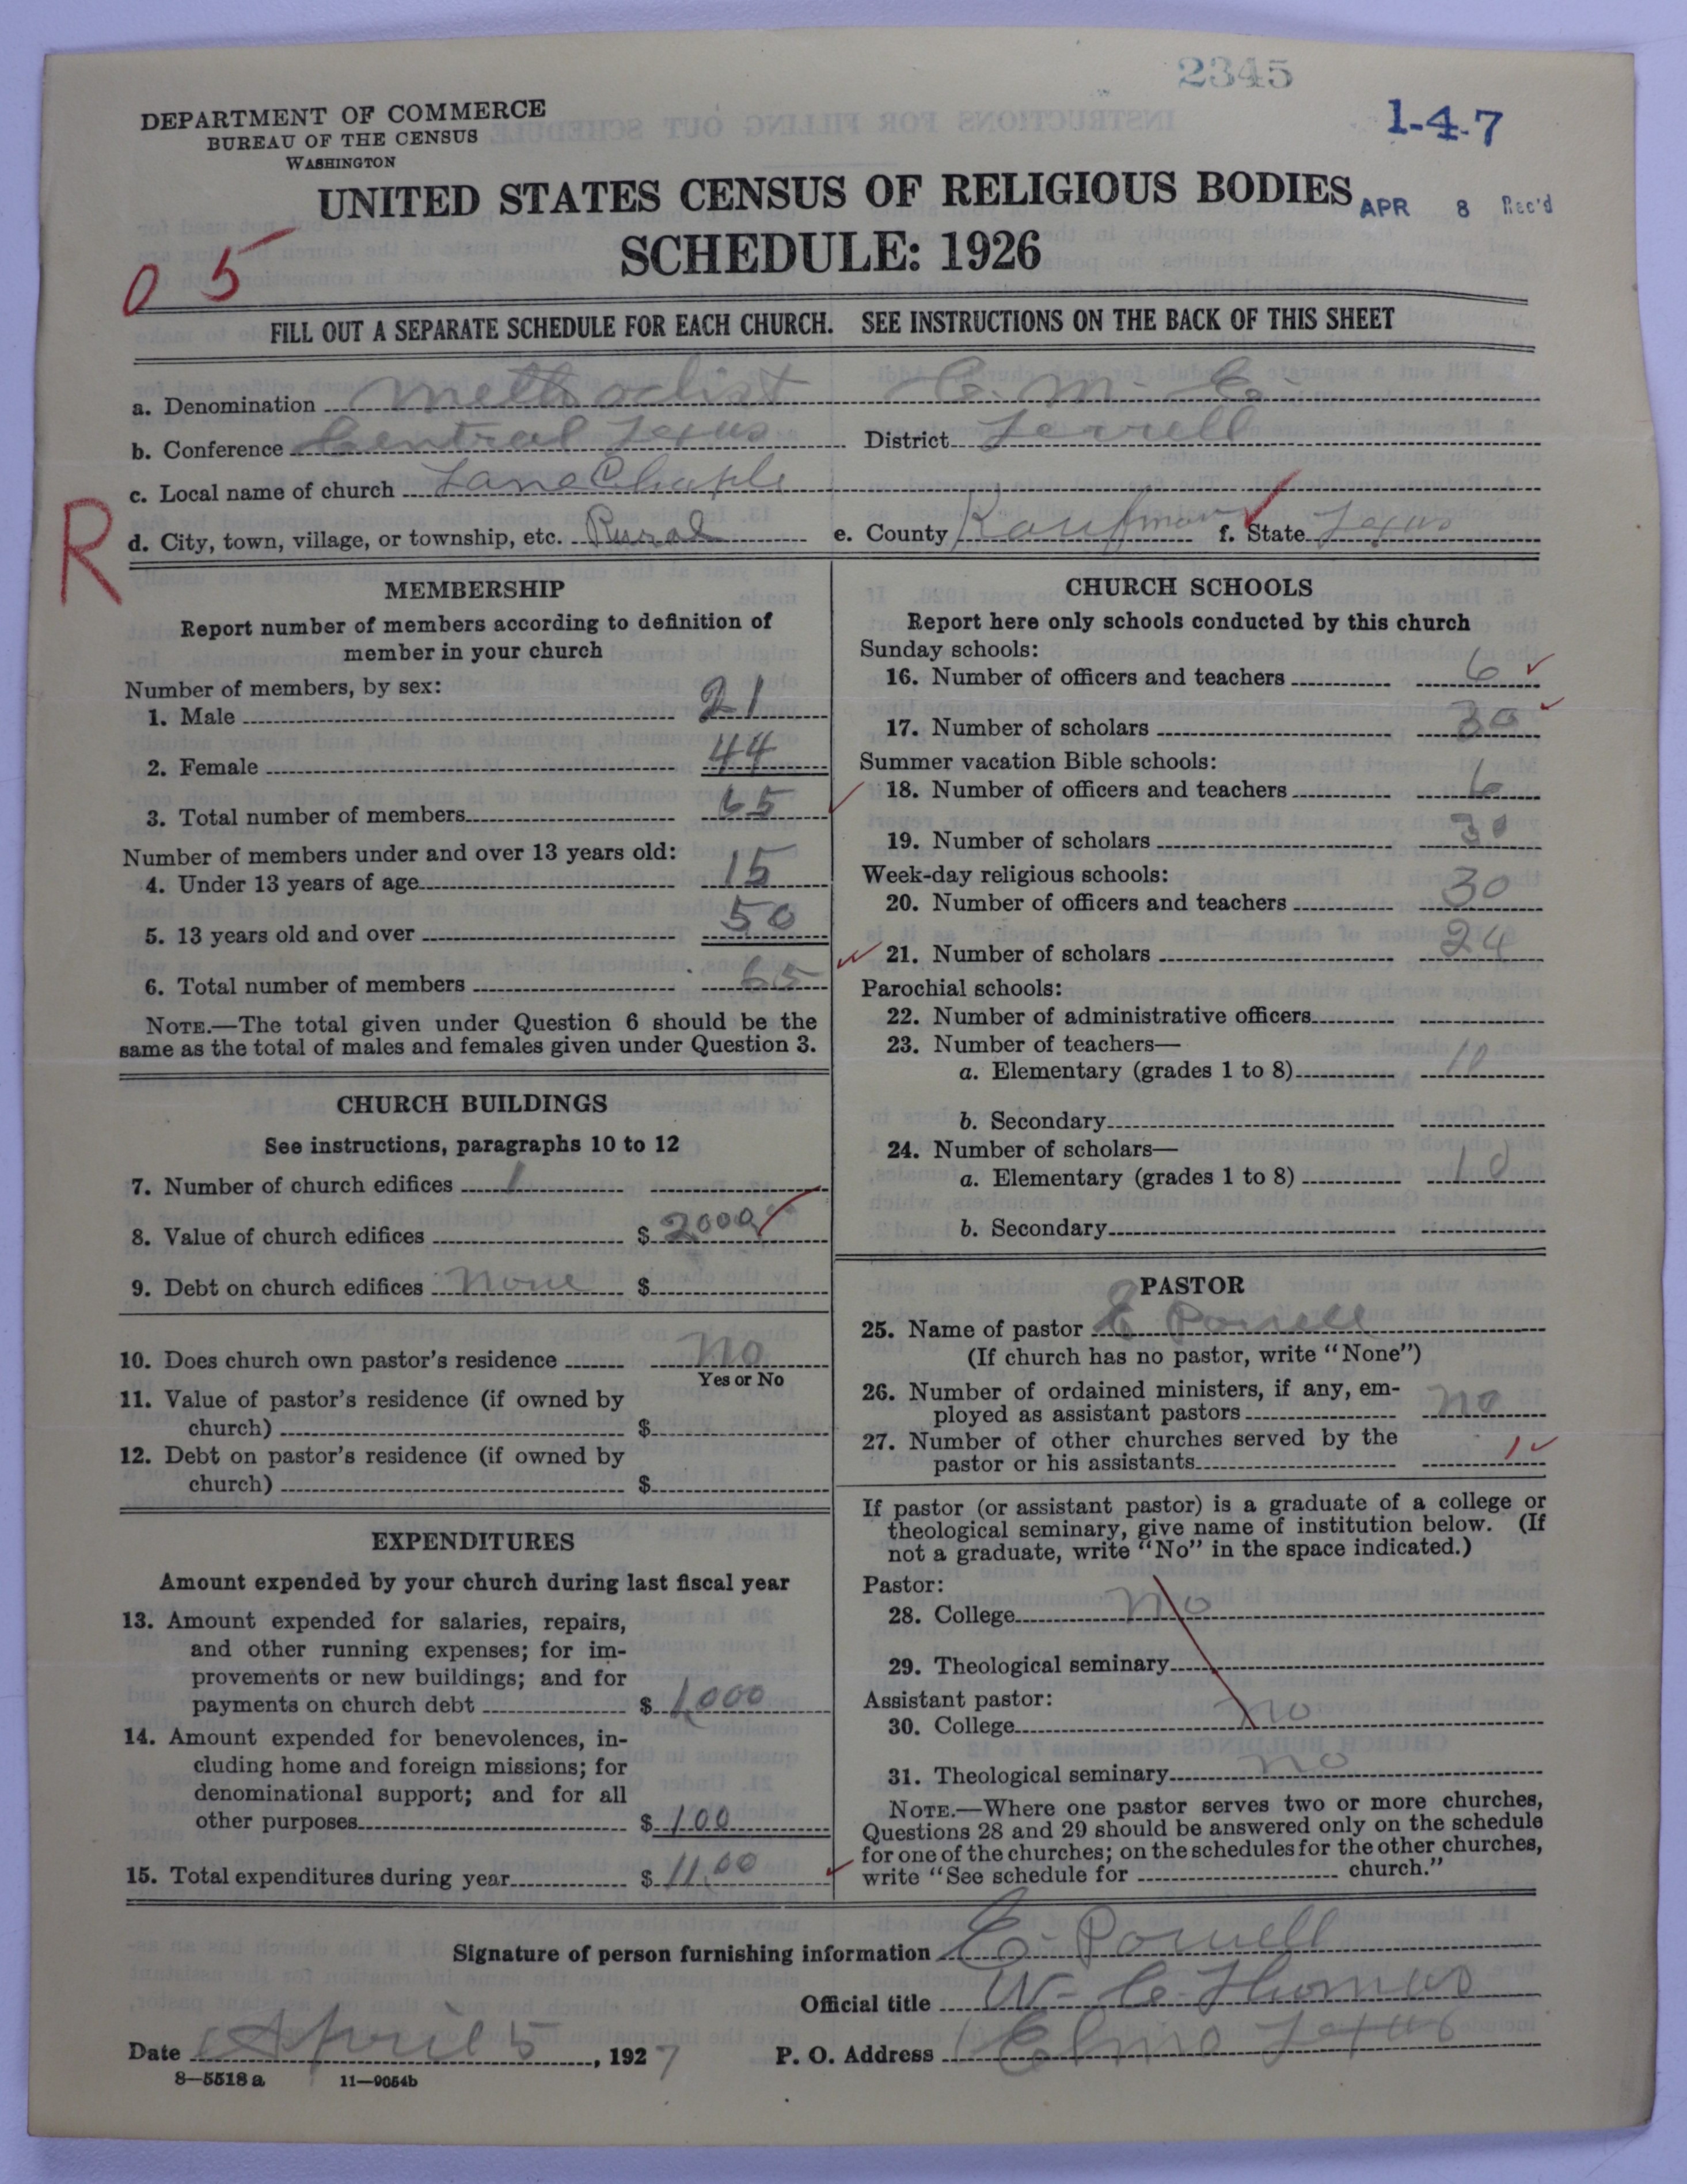 2345
DEPARTMENT OF COMMERCE
BUREAU OF THE CENSUS
WASHINGTON
1-4-7
UNITED STATES CENSUS OF RELIGIOUS BODIES
APR 8 Rec'd
SCHEDULE: 1926
0 5
FILL OUT A SEPARATE SCHEDULE FOR EACH CHURCH. SEE INSTRUCTIONS ON THE BACK OF THIS SHEET
a. Denomination Methodist C. M. E.
b. Conference Central Texas District Terrell
c. Local name of church Lane Chaple
R
d. City, town, village, or township, etc. Rural e. County Kaufman f. State Texas
MEMBERSHIP
Report number of members according to definition of
member in your church
Number of members, by sex:
1. Male 21
2. Female 44
3. Total number of members 65
Number of members under and over 13 years old:
4. Under 13 years of age 15
5. 13 years old and over 50
6. Total number of members 65
NOTE.—The total given under Question 6 should be the
same as the total of males and females given under Question 3.
CHURCH BUILDINGS
See instructions, paragraphs 10 to 12
7. Number of church edifices 1
8. Value of church edifices $ 2000
9. Debt on church edifices none $
10. Does church own pastor's residence no
Yes or No
11. Value of pastor's residence (if owned by
church) $
12. Debt on pastor's residence (if owned by
church) $
EXPENDITURES
Amount expended by your church during last fiscal year
13. Amount expended for salaries, repairs,
and other running expenses; for im-
provements or new buildings; and for
payments on church debt $ 1,000
14. Amount expended for benevolences, in-
cluding home and foreign missions; for
denominational support; and for all
other purposes $ 100
15. Total expenditures during year $ 11,00
CHURCH SCHOOLS
Report here only schools conducted by this church
Sunday schools:
16. Number of officers and teachers 6
17. Number of scholars 30
Summer vacation Bible schools:
18. Number of officers and teachers 6
19. Number of scholars 30
Week-day religious schools:
20. Number of officers and teachers 30
21. Number of scholars 24
Parochial schools:
22. Number of administrative officers
23. Number of teachers—
a. Elementary (grades 1 to 8) 10
b. Secondary
24. Number of scholars—
a. Elementary (grades 1 to 8) 10
b. Secondary
PASTOR
25. Name of pastor E Powell
(If church has no pastor, write "None")
26. Number of ordained ministers, if any, em-
ployed as assistant pastors no
27. Number of other churches served by the
pastor or his assistants 1
If pastor (or assistant pastor) is a graduate of a college or
theological seminary, give name of institution below. (If
not a graduate, write "No" in the space indicated.)
Pastor:
28. College no
29. Theological seminary
Assistant pastor:
30. College no
31. Theological seminary no
NOTE.—Where one pastor serves two or more churches,
Questions 28 and 29 should be answered only on the schedule
for one of the churches; on the schedules for the other churches,
write "See schedule for church."
Signature of person furnishing information E. Powell
Official title W. C. Thomas
Date April 5, 1927 P. O. Address Elmo Texas
8—5518 a 11—9054b